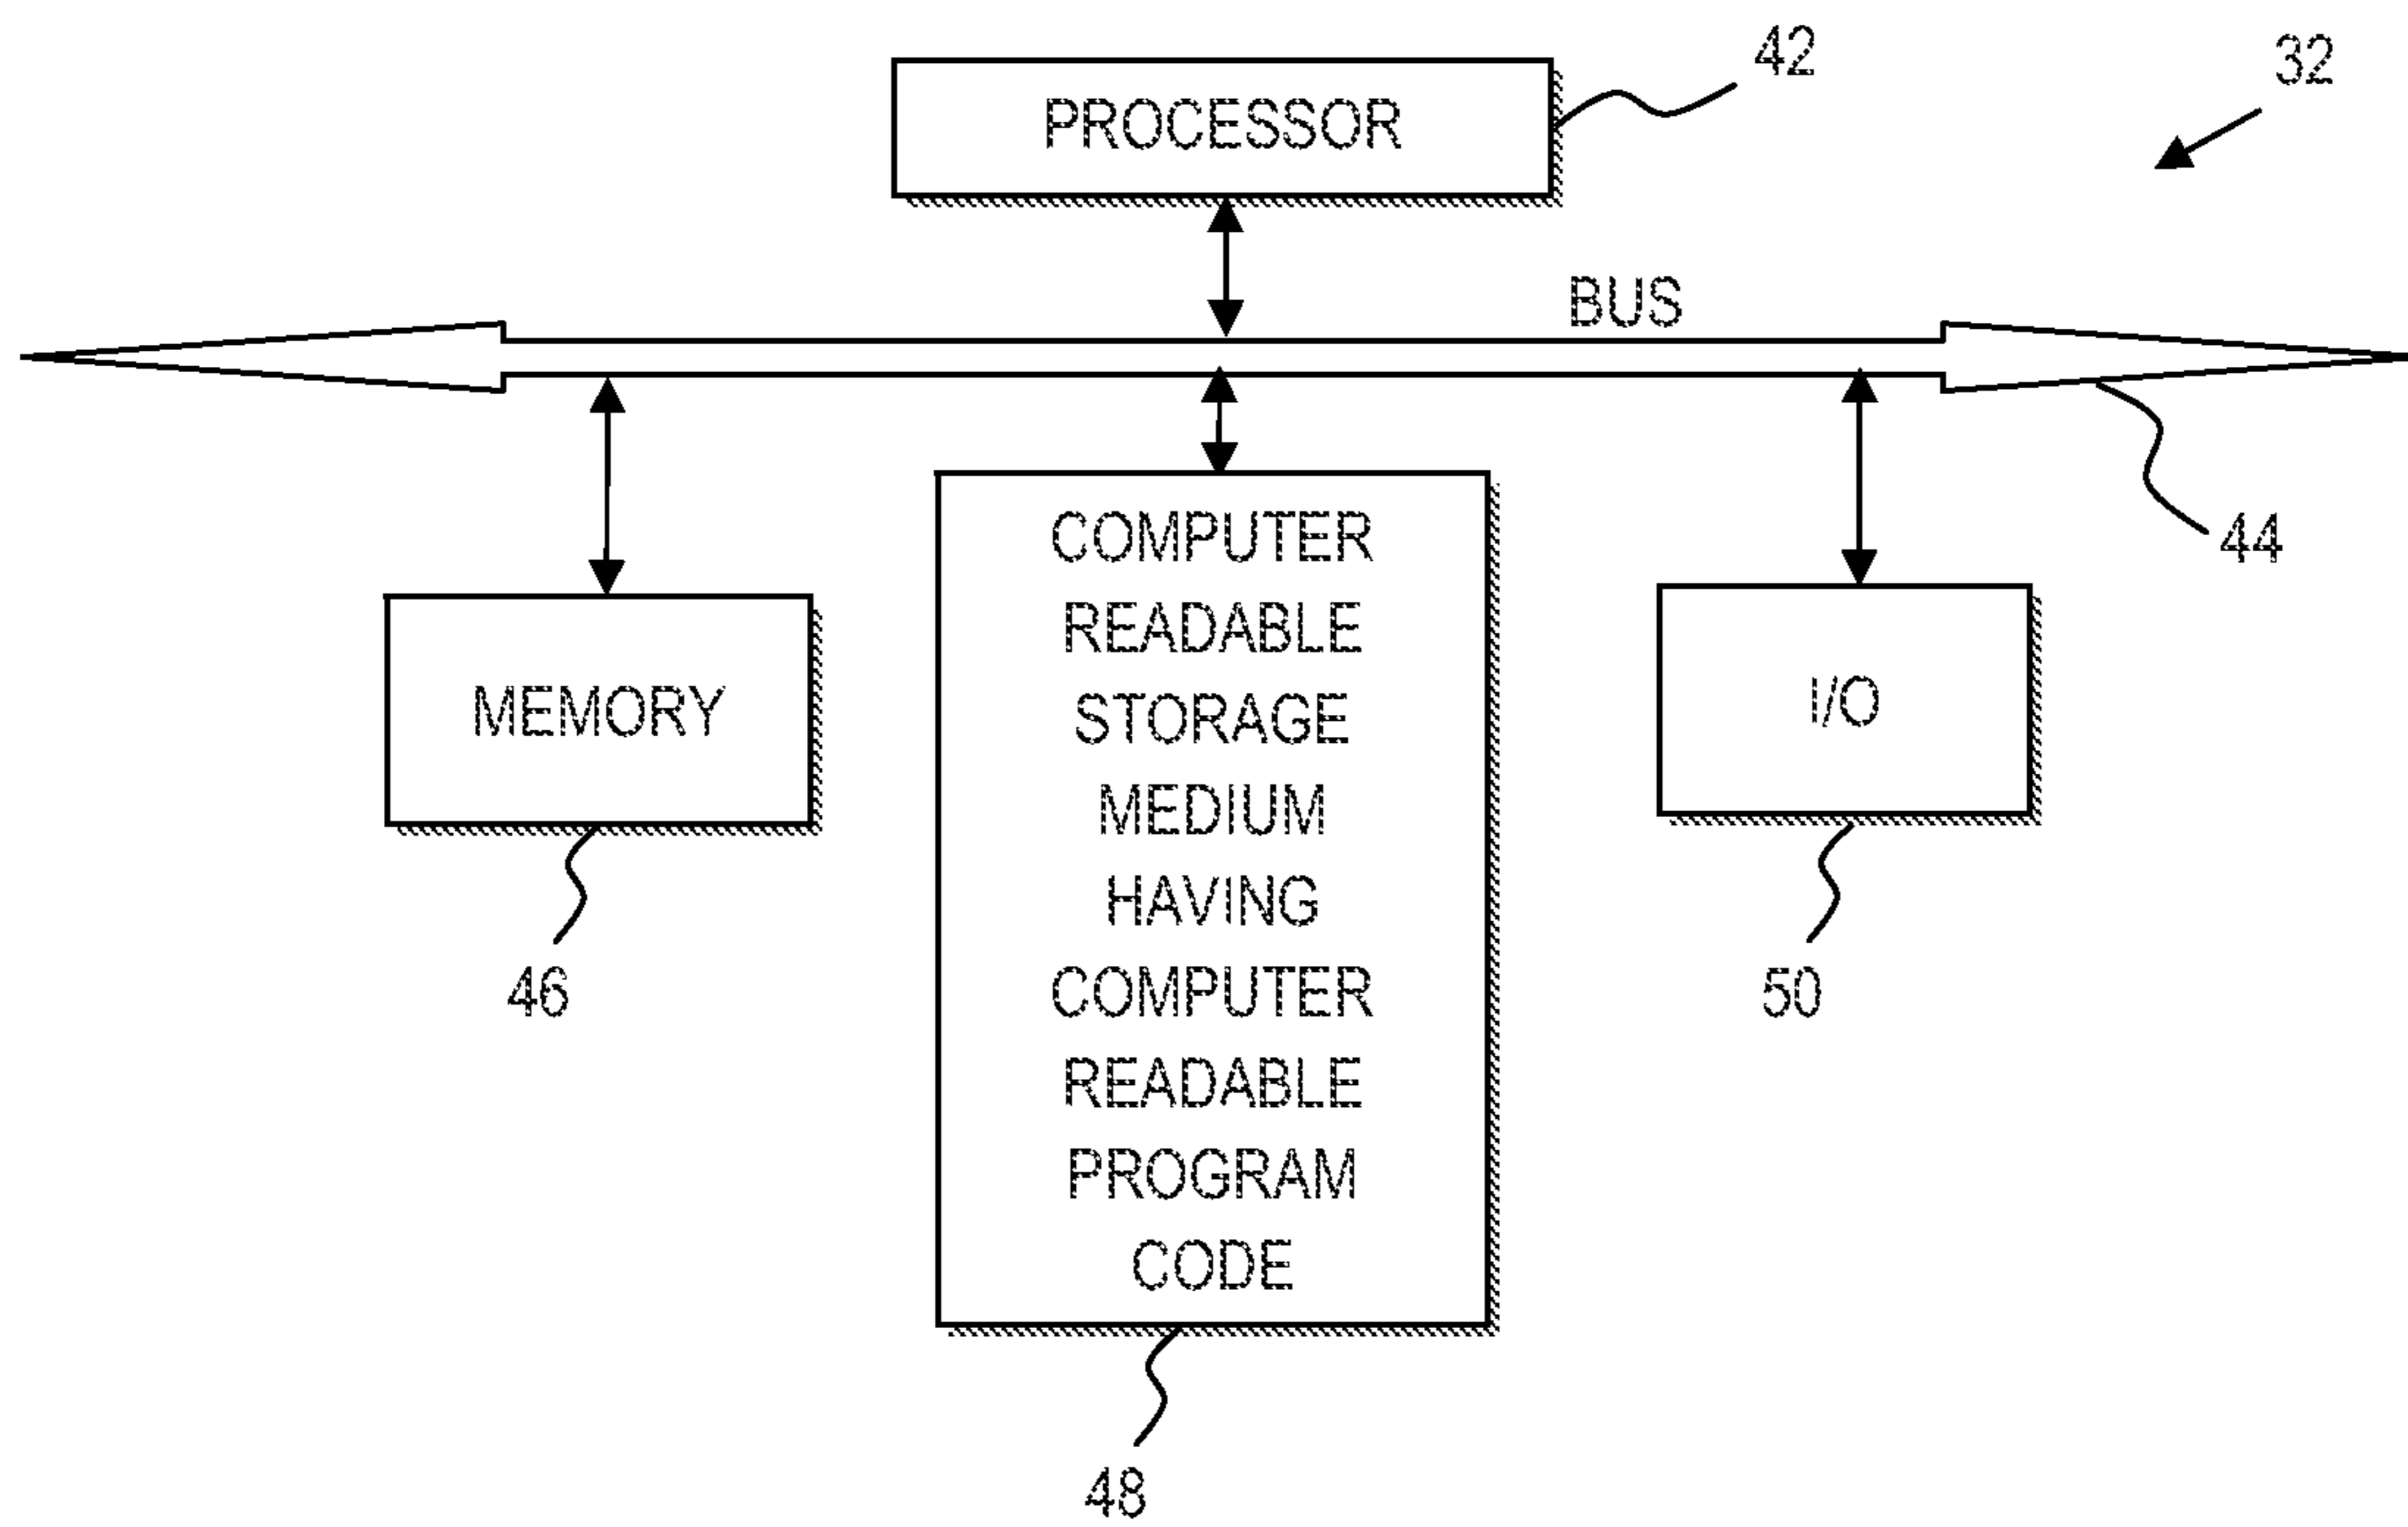 42
32
PROCESSOR
BUS
44
MEMORY
COMPUTER
READABLE
STORAGE
MEDIUM
HAVING
COMPUTER
READABLE
PROGRAM
CODE
I/O
46
50
48